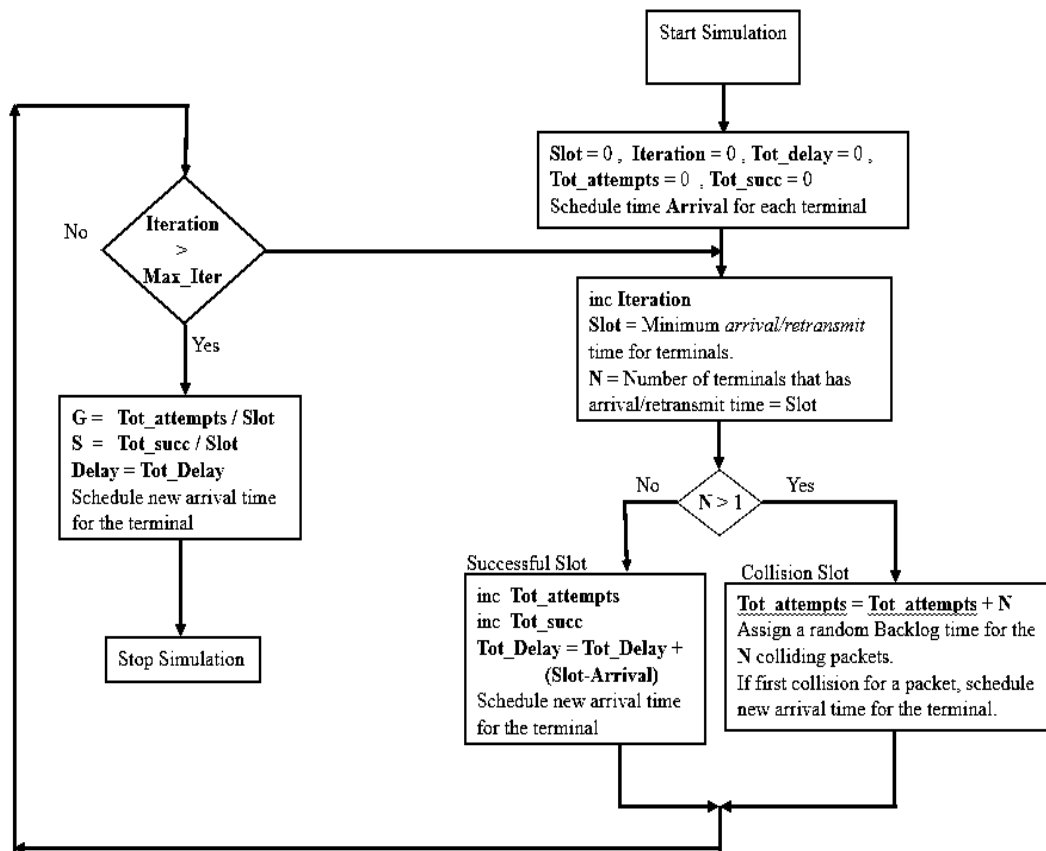 Start Simulation
Slot = 0 , Iteration = 0 , Tot_delay = 0 ,
Tot_attempts = 0 , Tot_succ = 0
Schedule time Arrival for each terminal
No
Iteration
>
Max_Iter
Yes
inc Iteration
Slot = Minimum arrival/retransmit
time for terminals.
N = Number of terminals that has
arrival/retransmit time = Slot
G = Tot_attempts / Slot
S = Tot_succ / Slot
Delay = Tot_Delay
Schedule new arrival time
for the terminal
Stop Simulation
No
N > 1
Yes
Successful Slot
inc Tot_attempts
inc Tot_succ
Tot_Delay = Tot_Delay +
(Slot-Arrival)
Schedule new arrival time
for the terminal
Collision Slot
Tot_attempts = Tot_attempts + N
Assign a random Backlog time for the
N colliding packets.
If first collision for a packet, schedule
new arrival time for the terminal.